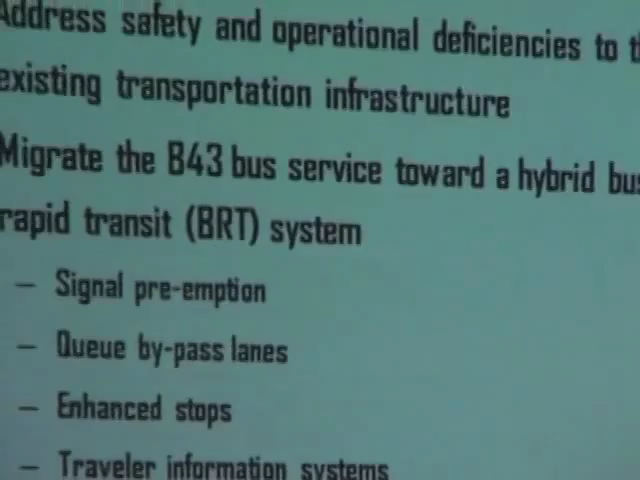 Address safety and operational deficiencies to
existing transportation infrastructure
Migrate the B43 bus service toward a hybrid bus
rapid transit (BRT) system
– Signal pre-emption
– Queue by-pass lanes
– Enhanced stops
– Traveler information systems